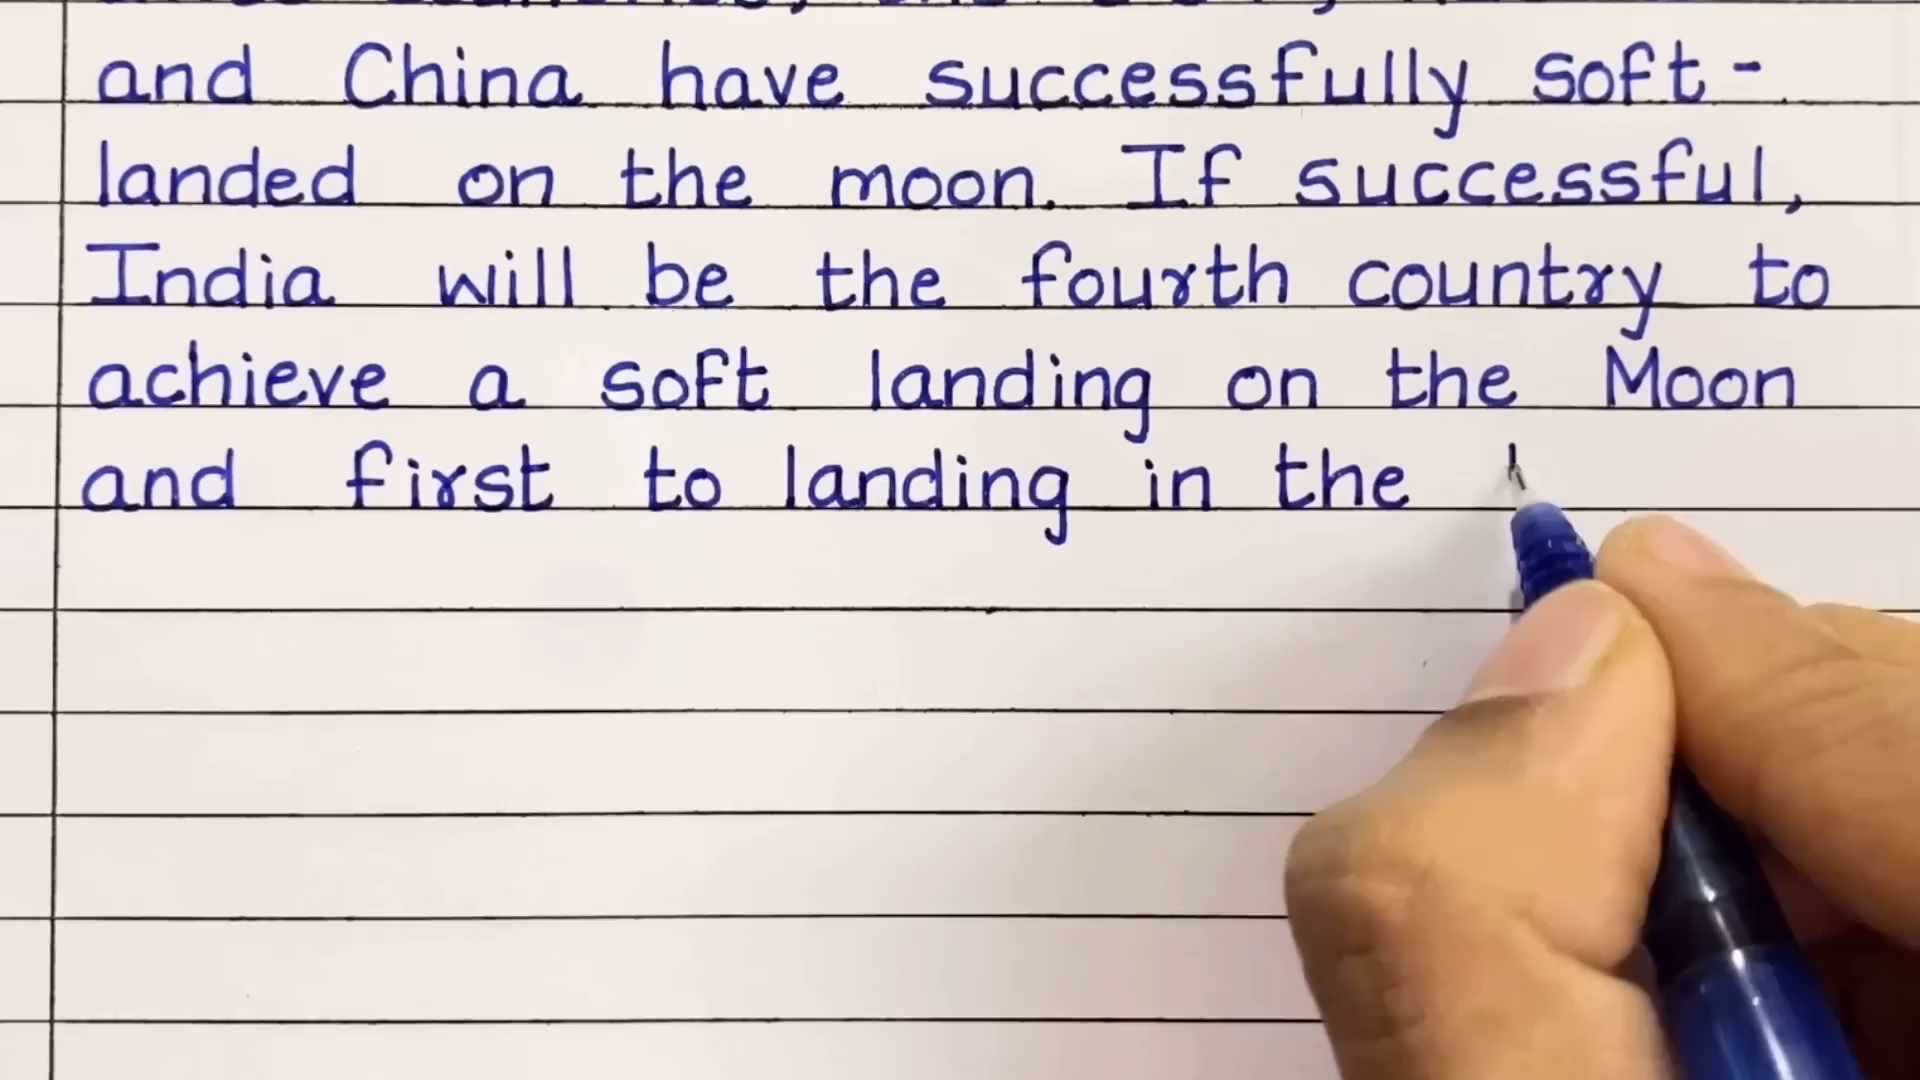 and China have successfully soft-
landed on the moon. If successful,
India will be the fourth country to
achieve a soft landing on the Moon
and first to landing in the